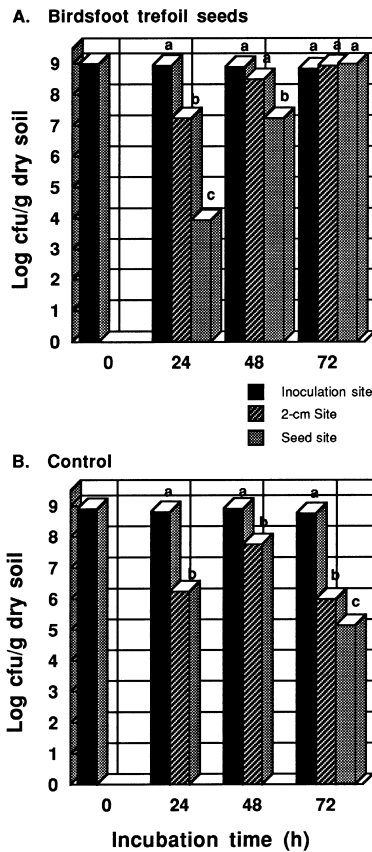 A. Birdsfoot trefoil seeds
Log cfu/g dry soil
9
8
7
6
5
4
3
2
1
0
a
b
c
a
a
b
a
a
a
0 24 48 72
Inoculation site
2-cm Site
Seed site
B. Control
Log cfu/g dry soil
9
8
7
6
5
4
3
2
1
0
a
b
a
b
a
b
c
0 24 48 72
Incubation time (h)